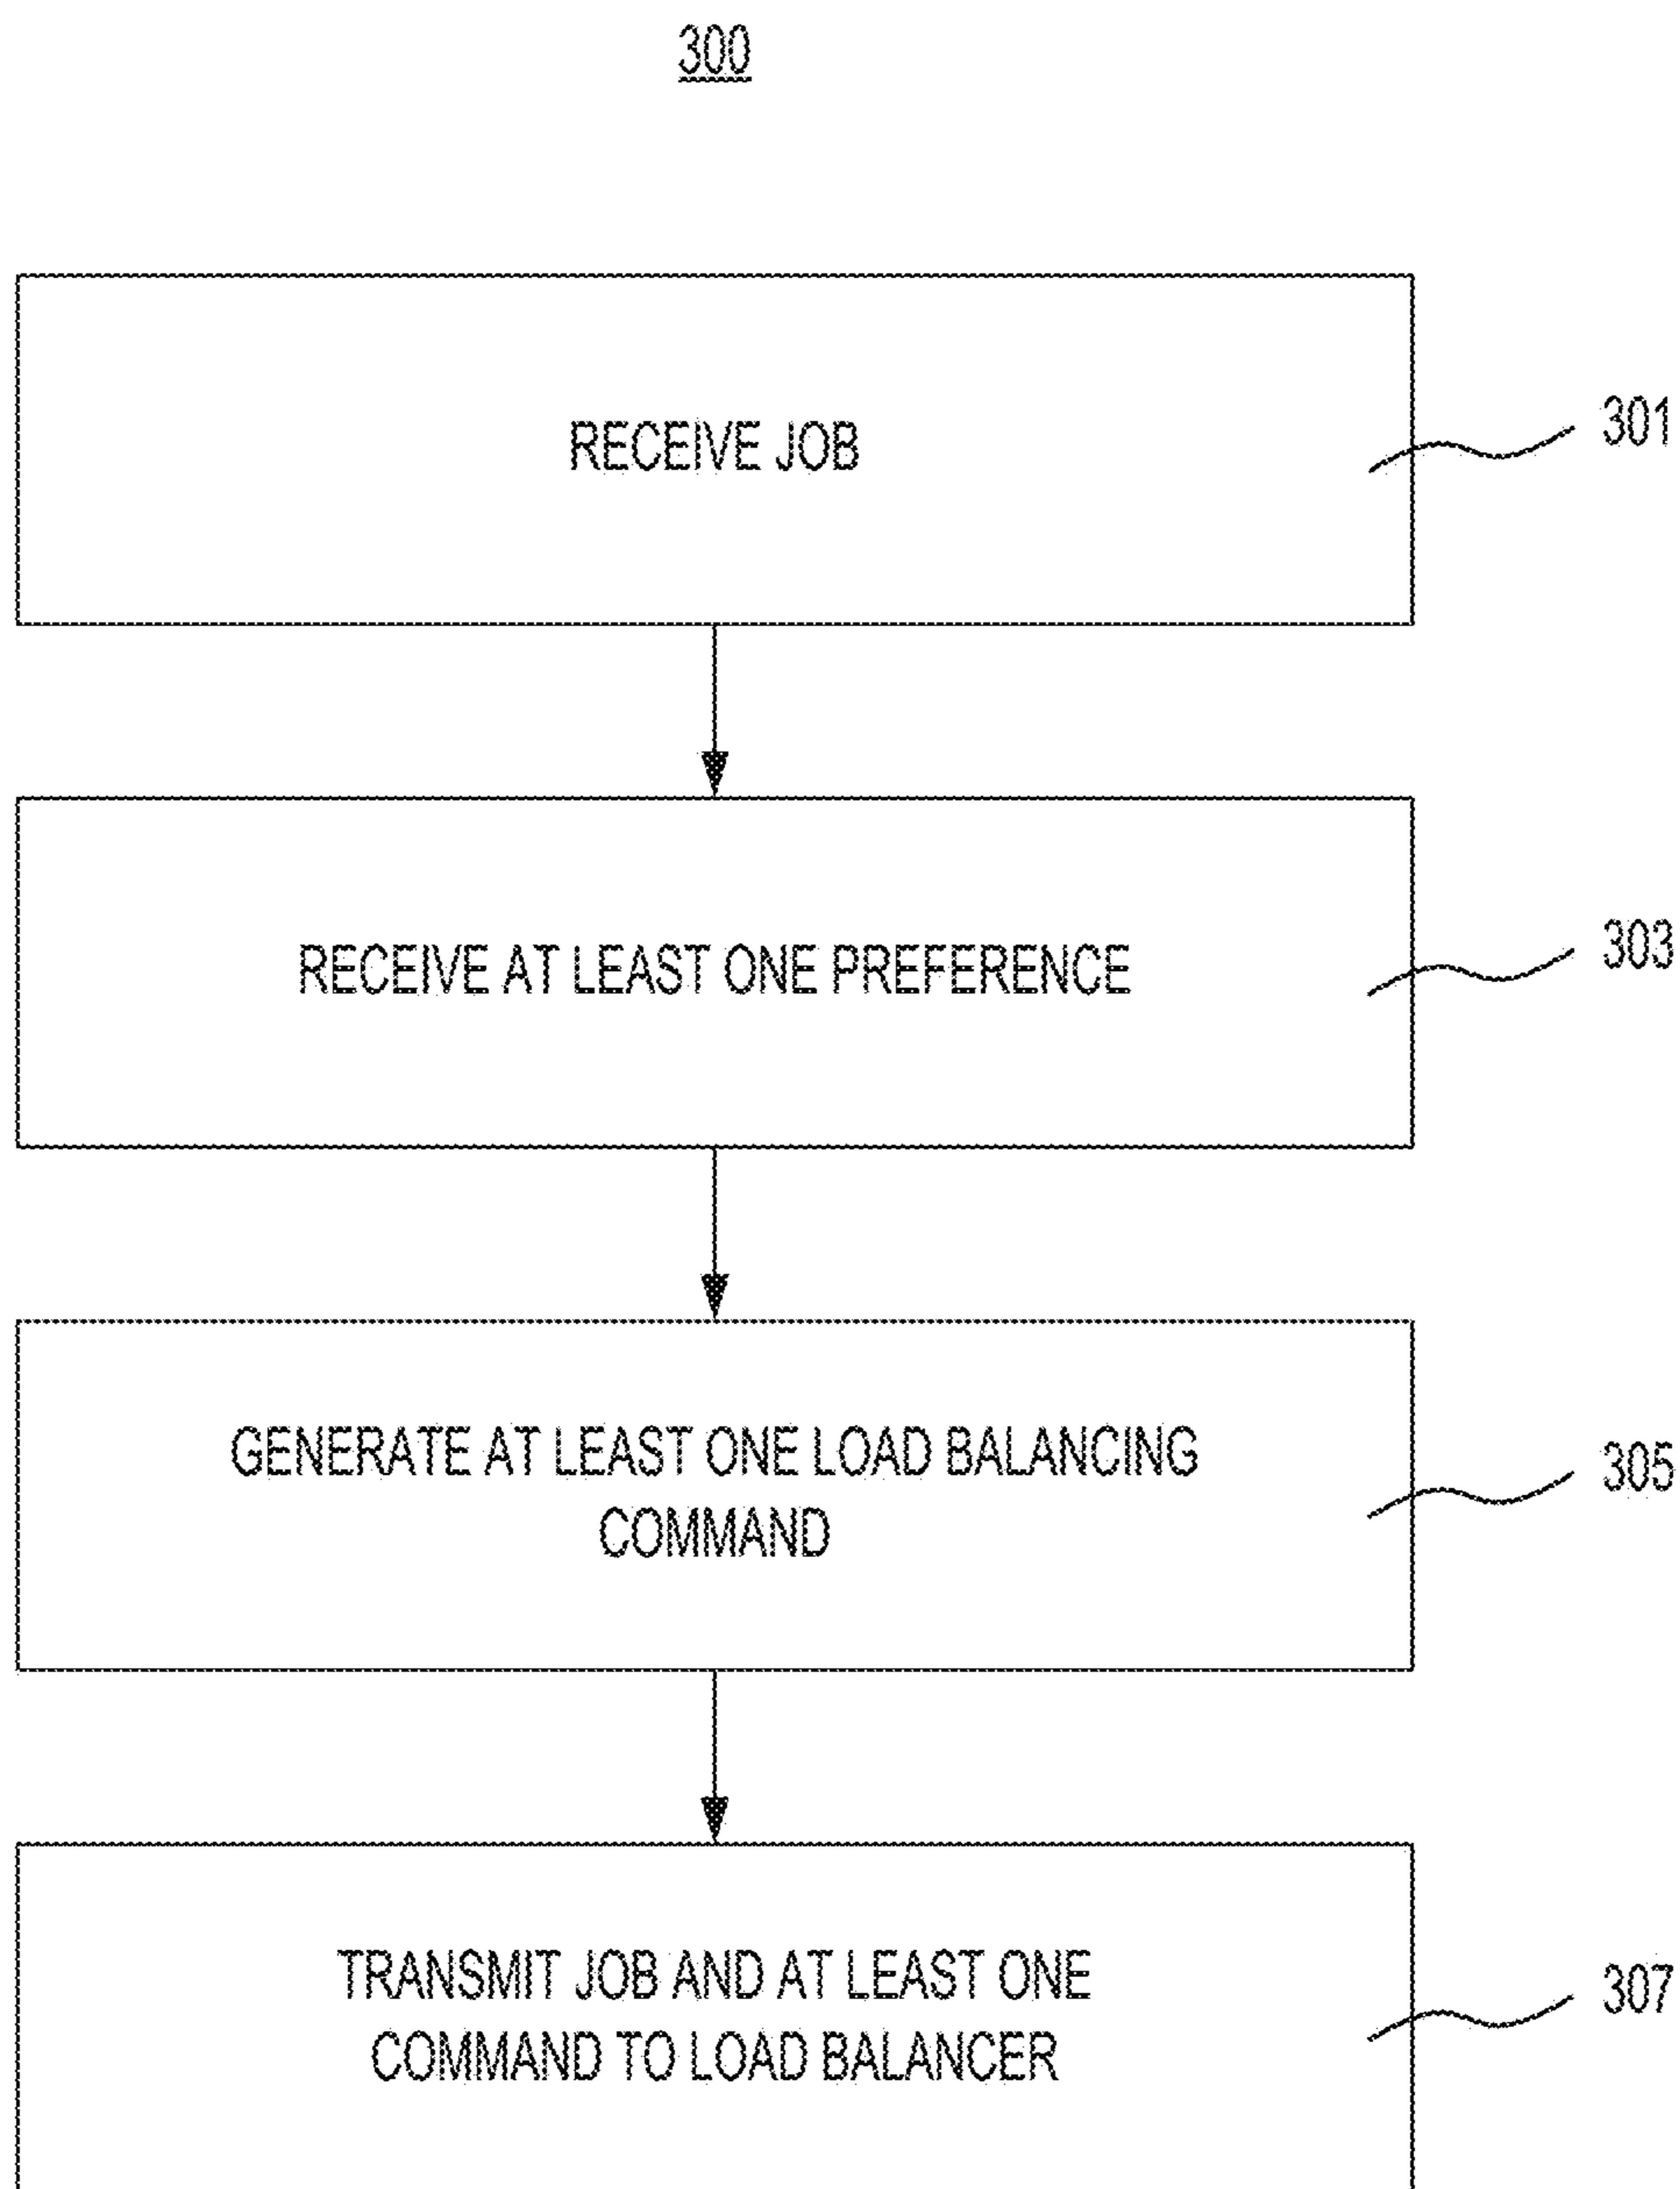 300
RECEIVE JOB
301
RECEIVE AT LEAST ONE PREFERENCE
303
GENERATE AT LEAST ONE LOAD BALANCING
COMMAND
305
TRANSMIT JOB AND AT LEAST ONE
COMMAND TO LOAD BALANCER
307